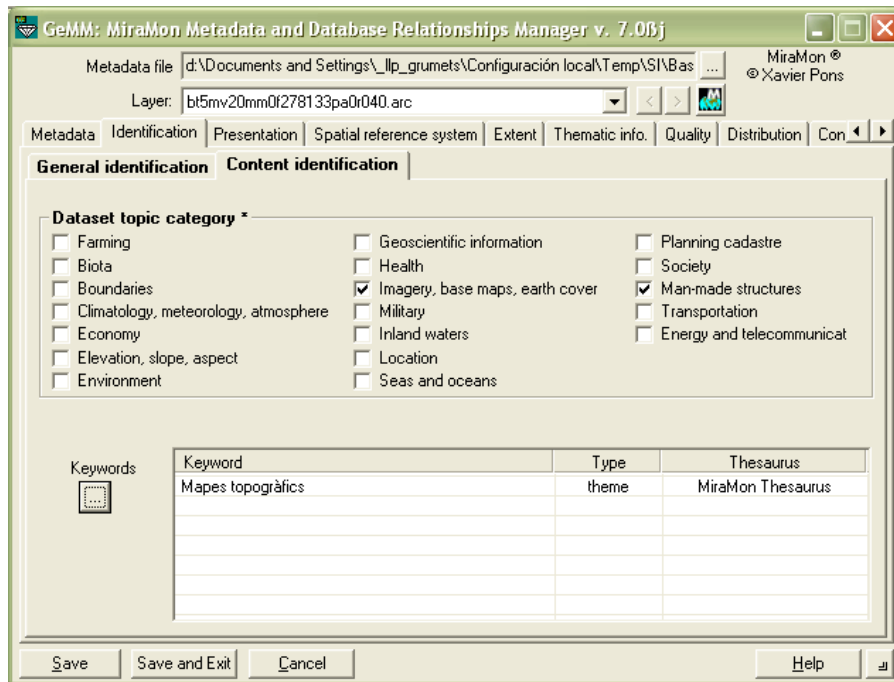 GeMM: MiraMon Metadata and Database Relationships Manager v. 7.0ßj
Metadata file d:\Documents and Settings\_llp_grumets\Configuración local\Temp\SI\Bas ...
MiraMon ®
© Xavier Pons
Layer: bt5mv20mm0f278133pa0r040.arc < >
Metadata Identification Presentation Spatial reference system Extent Thematic info. Quality Distribution Con
General identification Content identification
Dataset topic category *
Farming Geoscientific information Planning cadastre
Biota Health Society
Boundaries Imagery, base maps, earth cover Man-made structures
Climatology, meteorology, atmosphere Military Transportation
Economy Inland waters Energy and telecommunicat
Elevation, slope, aspect Location
Environment Seas and oceans
Keywords ...
Keyword Type Thesaurus
Mapes topogràfics theme MiraMon Thesaurus
Save Save and Exit Cancel Help